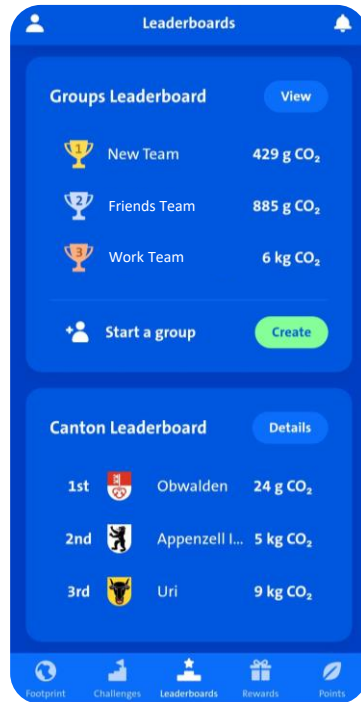 Leaderboards
Groups Leaderboard View
1 New Team 429 g CO₂
2 Friends Team 885 g CO₂
3 Work Team 6 kg CO₂
Start a group Create
Canton Leaderboard Details
1st Obwalden 24 g CO₂
2nd Appenzell I... 5 kg CO₂
3rd Uri 9 kg CO₂
Footprint Challenges Leaderboards Rewards Points